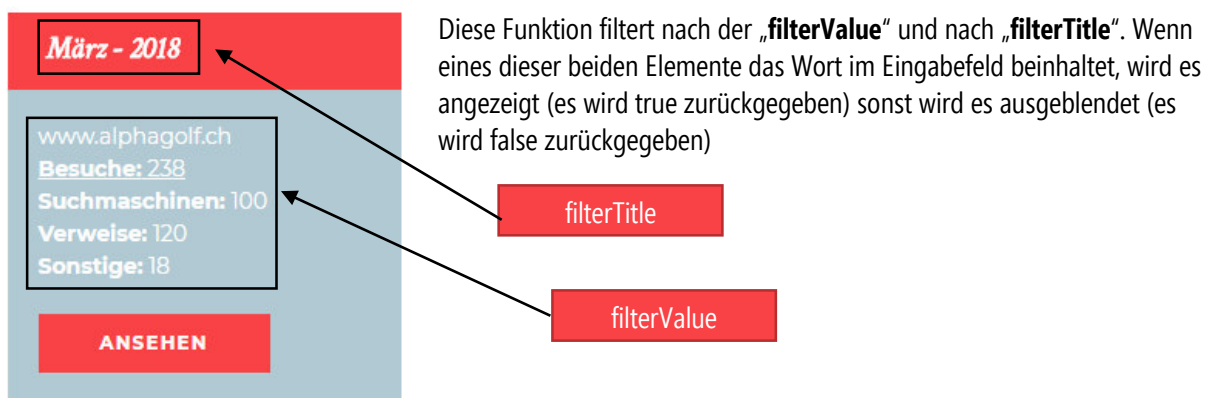 März - 2018
www.alphagolf.ch
Besuche: 238
Suchmaschinen: 100
Verweise: 120
Sonstige: 18
ANSEHEN
Diese Funktion filtert nach der „filterValue“ und nach „filterTitle“. Wenn
eines dieser beiden Elemente das Wort im Eingabefeld beinhaltet, wird es
angezeigt (es wird true zurückgegeben) sonst wird es ausgeblendet (es
wird false zurückgegeben)
filterTitle
filterValue